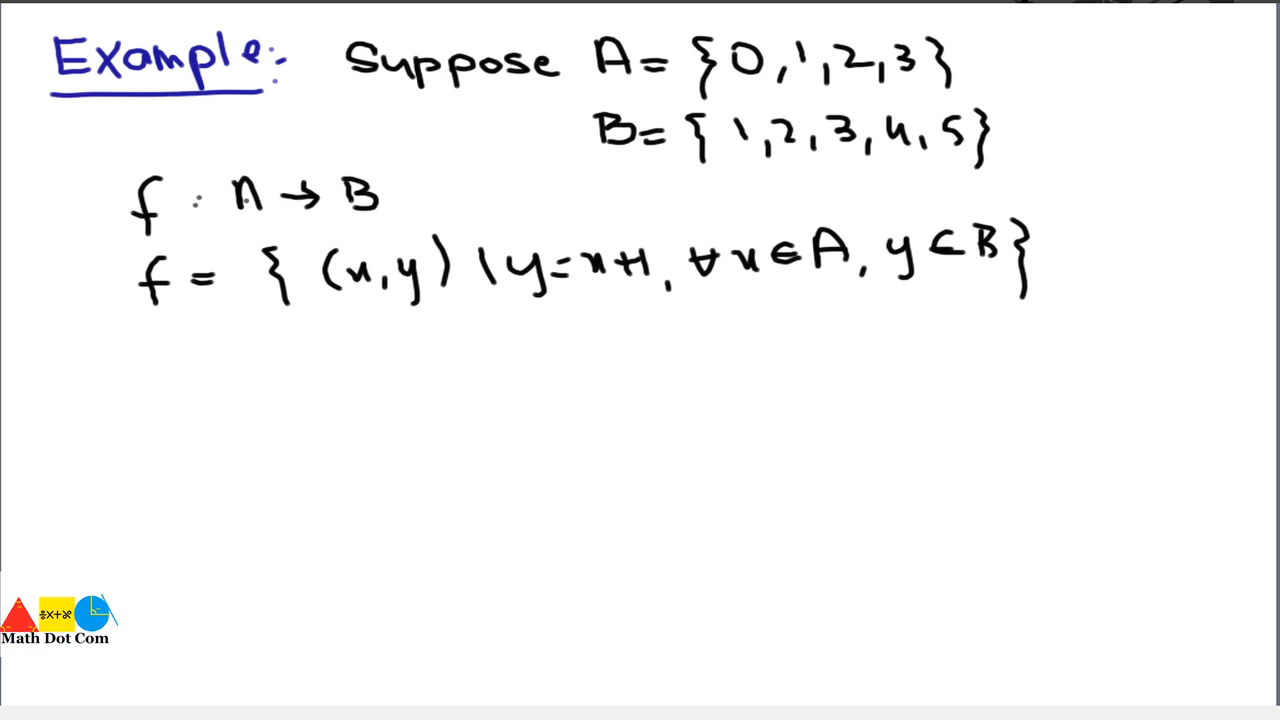 Example:- Suppose A = {0, 1, 2, 3}
B = {1, 2, 3, 4, 5}
f : A → B
f = {(x, y) \ y = x+1, ∀ x ∈ A, y ∈ B}
÷×+
Math Dot Com